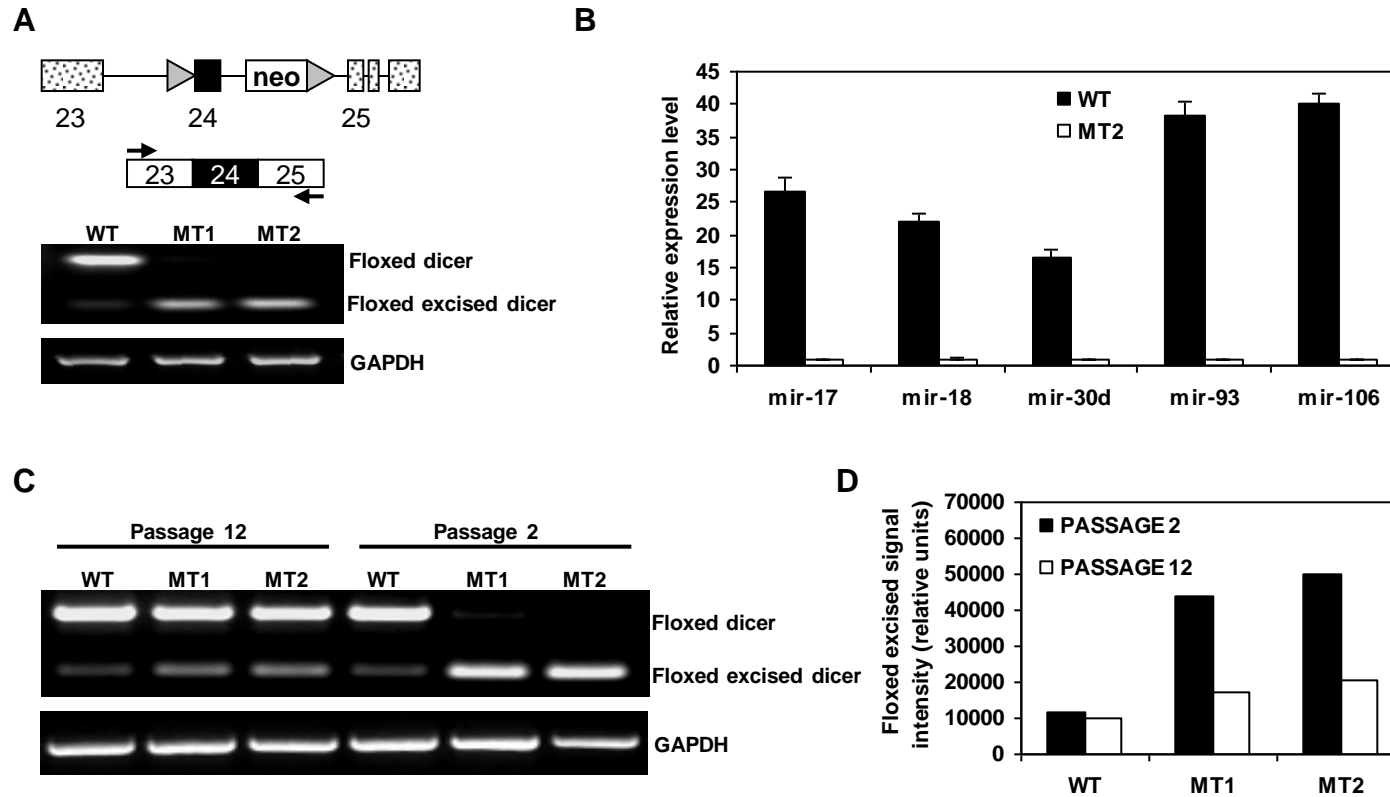 A
neo
23 24 25
23 24 25
WT MT1 MT2
Floxed dicer
Floxed excised dicer
GAPDH
B
Relative expression level
45
40
35
30
25
20
15
10
5
0
WT
MT2
mir-17 mir-18 mir-30d mir-93 mir-106
C
Passage 12 Passage 2
WT MT1 MT2 WT MT1 MT2
Floxed dicer
Floxed excised dicer
GAPDH
D
Floxed excised signal
intensity (relative units)
70000
60000
50000
40000
30000
20000
10000
0
PASSAGE 2
PASSAGE 12
WT MT1 MT2